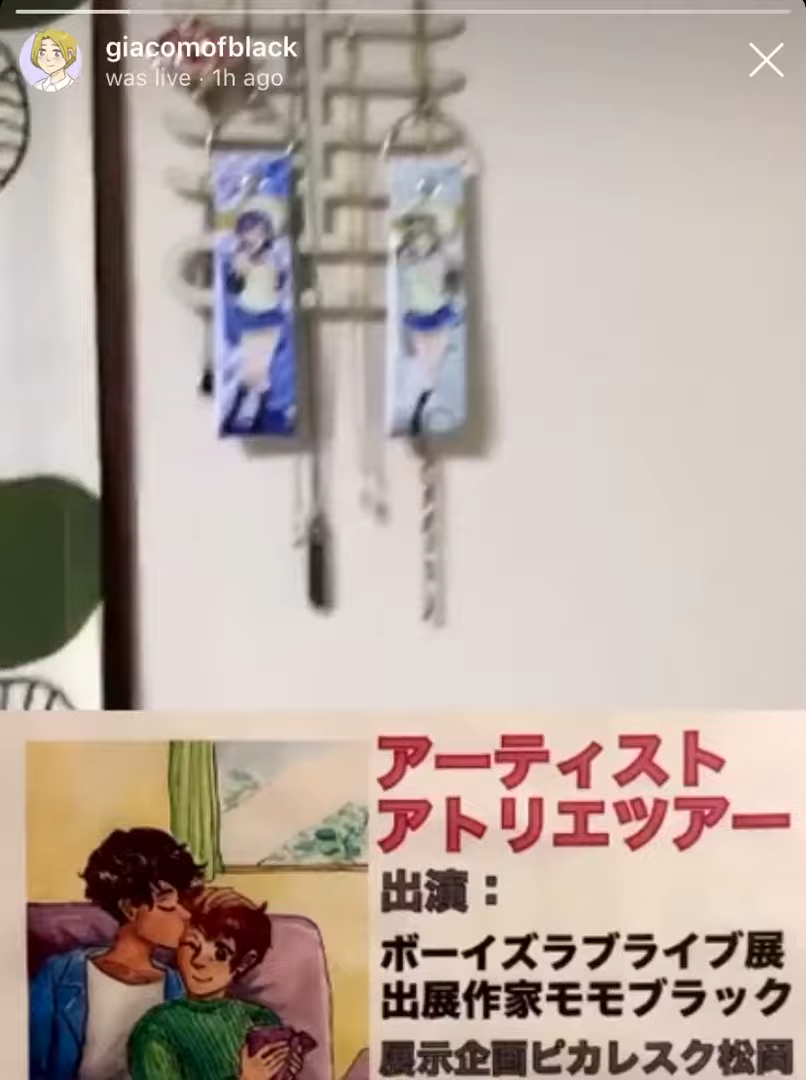 giacomofblack
was live · 1h ago
アーティスト
アトリエツアー
出演：
ボーイズラブライブ展
出展作家モモブラック
展示企画ピカレスク松岡